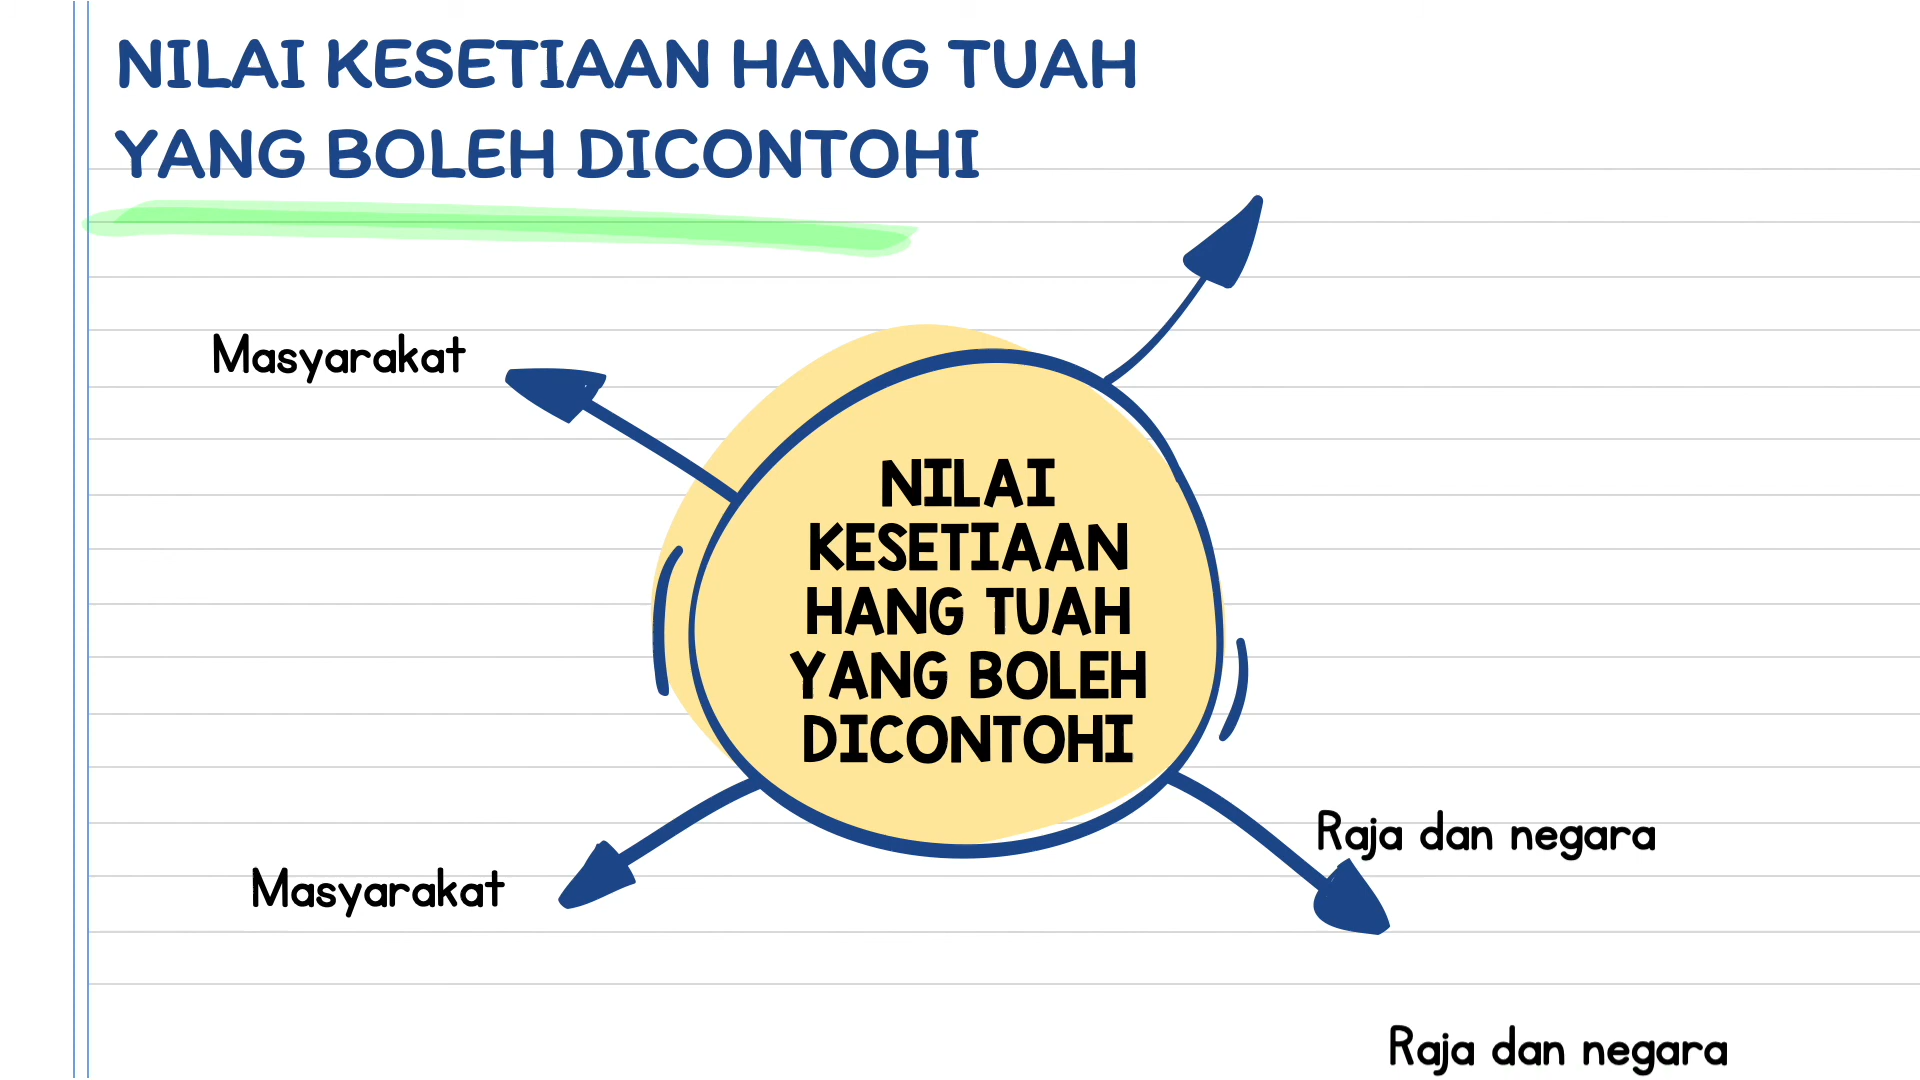 NILAI KESETIAAN HANG TUAH
YANG BOLEH DICONTOHI
Masyarakat
NILAI
KESETIAAN
HANG TUAH
YANG BOLEH
DICONTOHI
Raja dan negara
Masyarakat
Raja dan negara